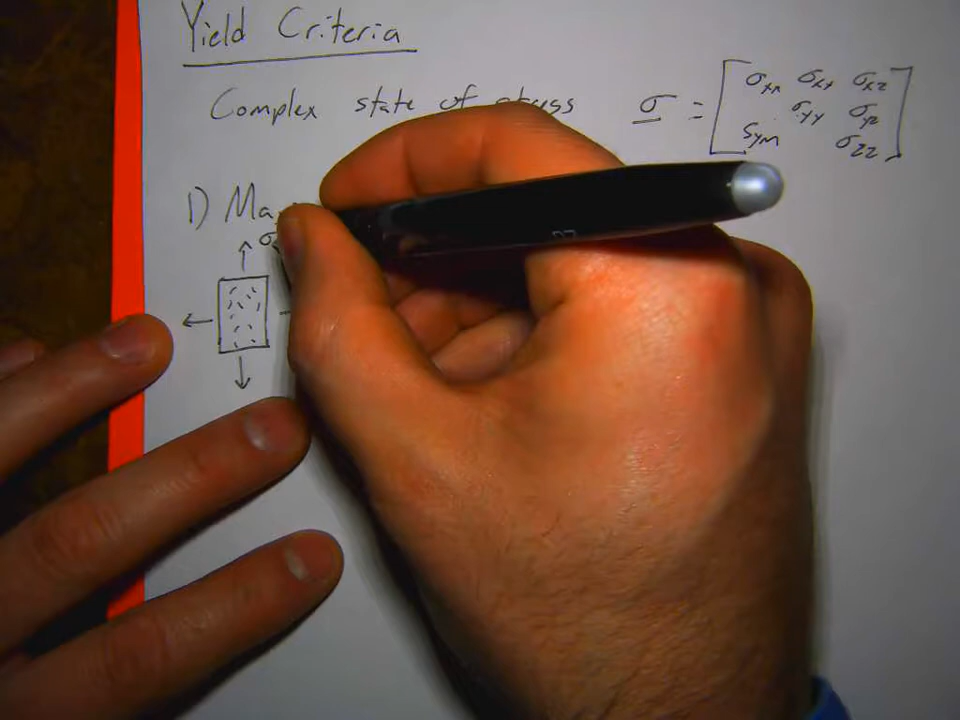 Yield Criteria
Complex state of stress σ = [σxx σxy σxz
σyy σyz
Sym σzz]
1) Ma
σ